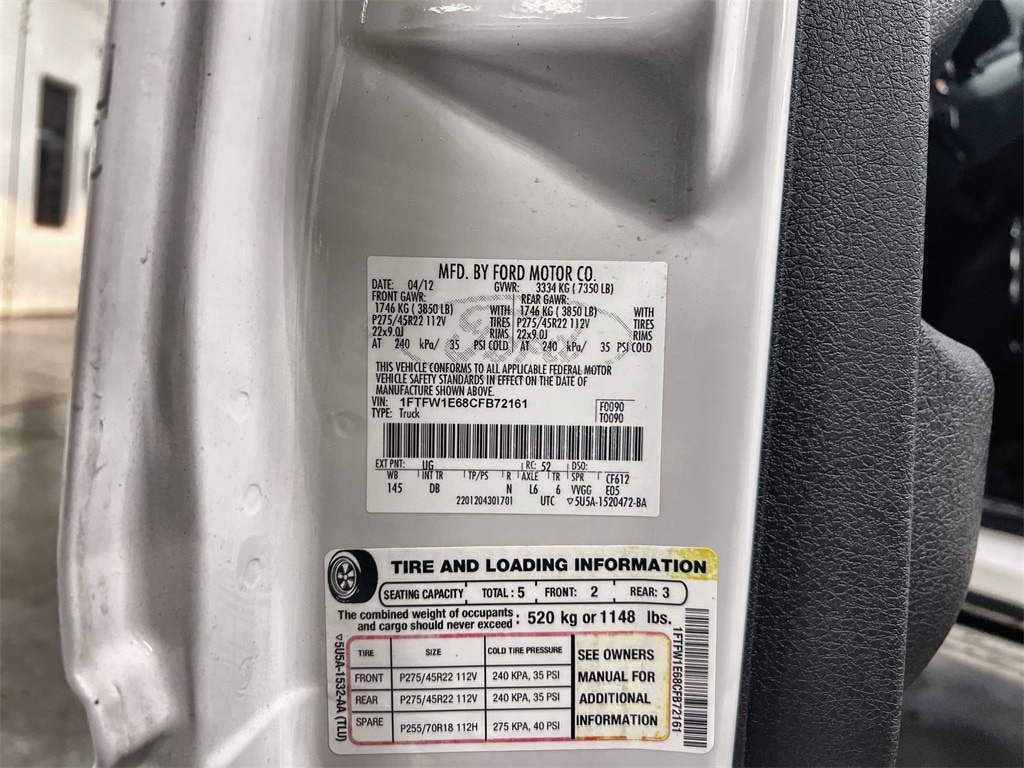 MFD. BY FORD MOTOR CO.
DATE: 04/12 GVWR: 3334 KG ( 7350 LB)
FRONT GAWR: REAR GAWR:
1746 KG ( 3850 LB) WITH 1746 KG ( 3850 LB) WITH
P275/45R22 112V TIRES P275/45R22 112V TIRES
22x9.0J RIMS 22x9.0J RIMS
AT 240 kPa/ 35 PSI COLD AT 240 kPa/ 35 PSI COLD
THIS VEHICLE CONFORMS TO ALL APPLICABLE FEDERAL MOTOR
VEHICLE SAFETY STANDARDS IN EFFECT ON THE DATE OF
MANUFACTURE SHOWN ABOVE.
VIN: 1FTFW1E68CFB72161 F0090
TYPE: Truck T0090
EXT PNT: UG RC: 52 DSO:
WB INT TR TP/PS R AXLE TR SPR CF612
145 DB N L6 6 VVGG E05
2201204301701 UTC ▽5U5A-1520472-BA
Ford
TIRE AND LOADING INFORMATION
SEATING CAPACITY TOTAL : 5 FRONT: 2 REAR: 3
The combined weight of occupants
and cargo should never exceed : 520 kg or 1148 lbs.
TIRE SIZE COLD TIRE PRESSURE
FRONT P275/45R22 112V 240 KPA, 35 PSI
REAR P275/45R22 112V 240 KPA, 35 PSI
SPARE P255/70R18 112H 275 KPA, 40 PSI
SEE OWNERS
MANUAL FOR
ADDITIONAL
INFORMATION
▽5U5A-1532-AA (TLU)
1FTFW1E68CFB72161